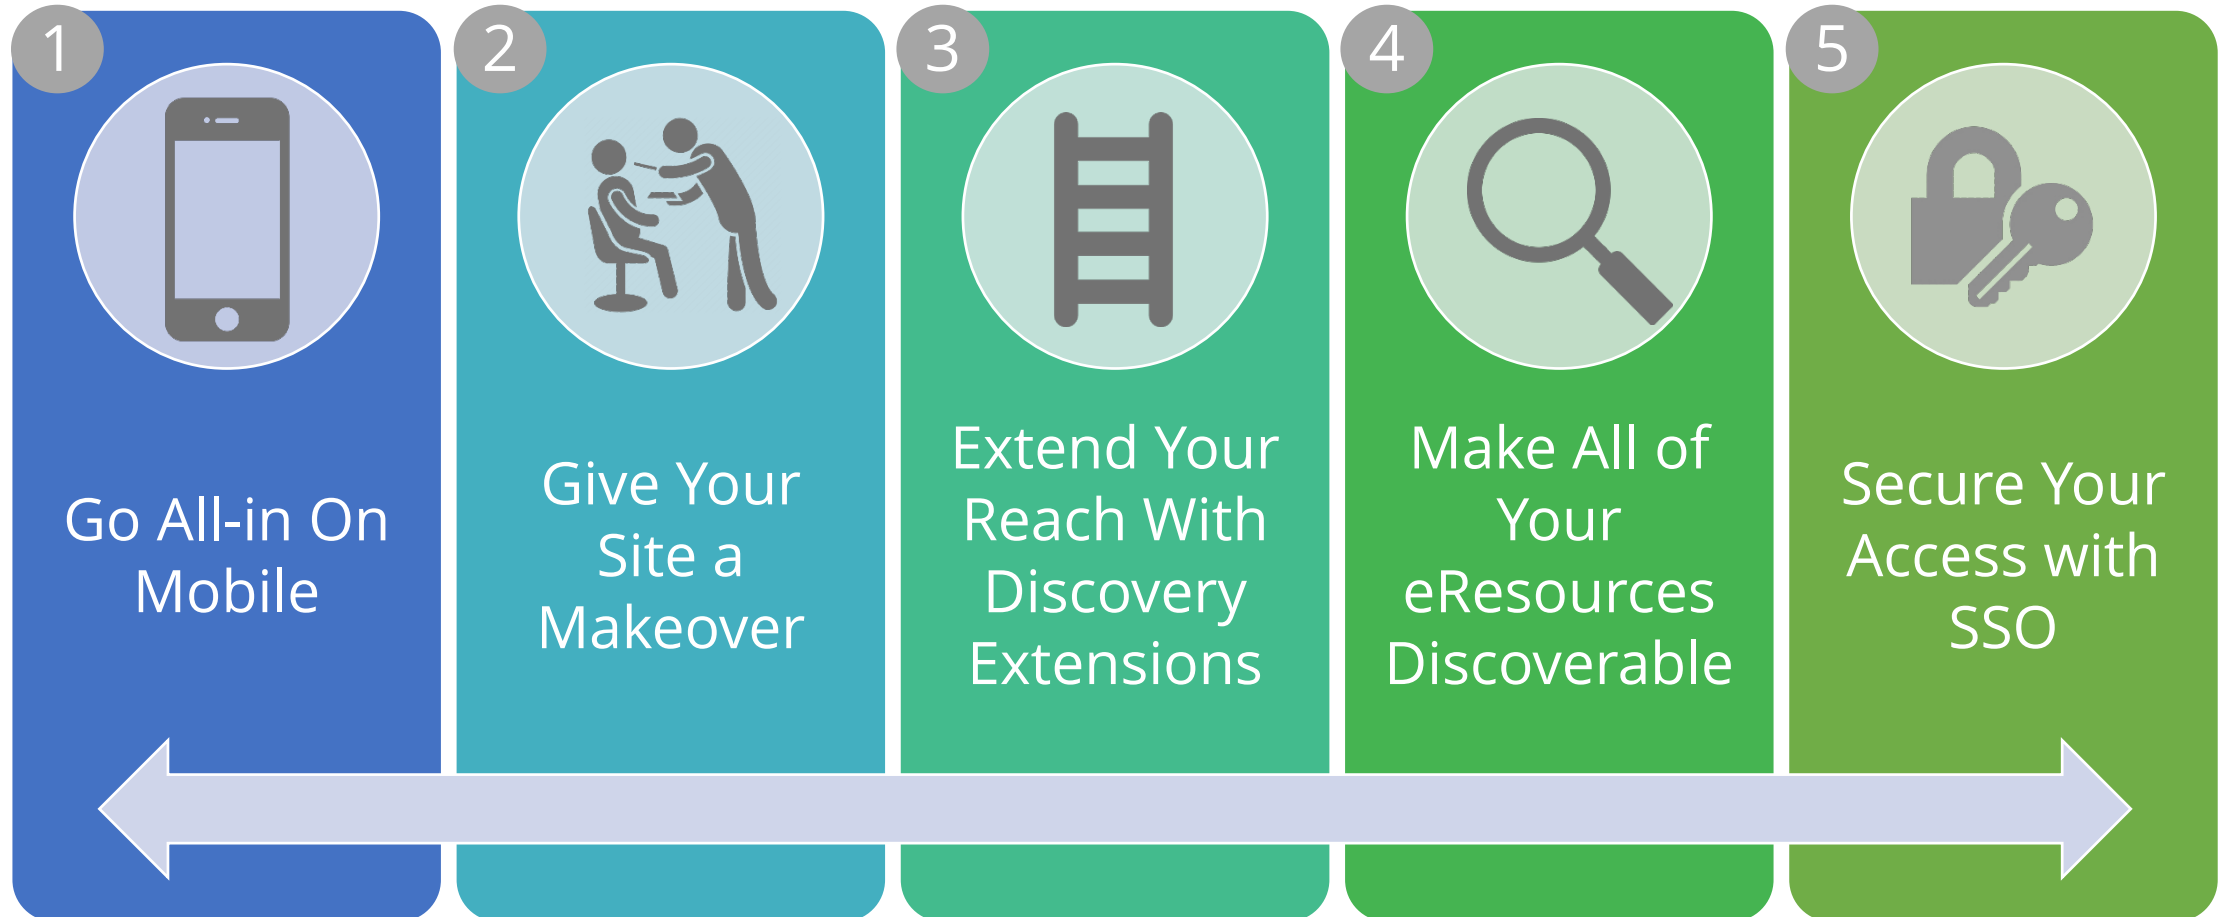 1
Go All-in On
Mobile
2
Give Your
Site a
Makeover
3
Extend Your
Reach With
Discovery
Extensions
4
Make All of
Your
eResources
Discoverable
5
Secure Your
Access with
SSO